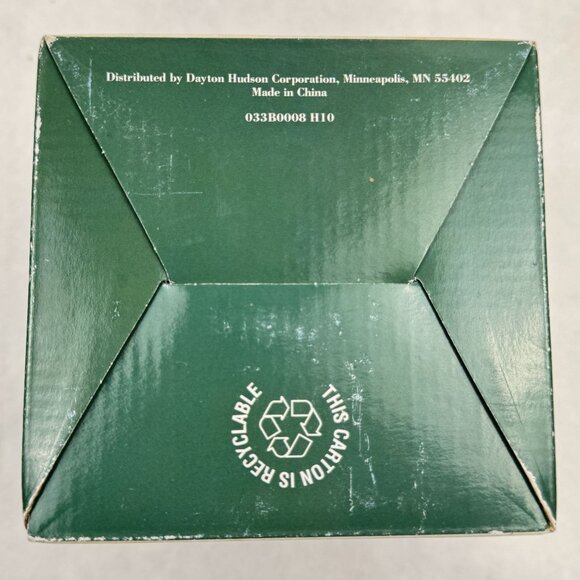 Distributed by Dayton Hudson Corporation, Minneapolis, MN 55402
Made in China
033B0008 H10
THIS CARTON IS RECYCLABLE